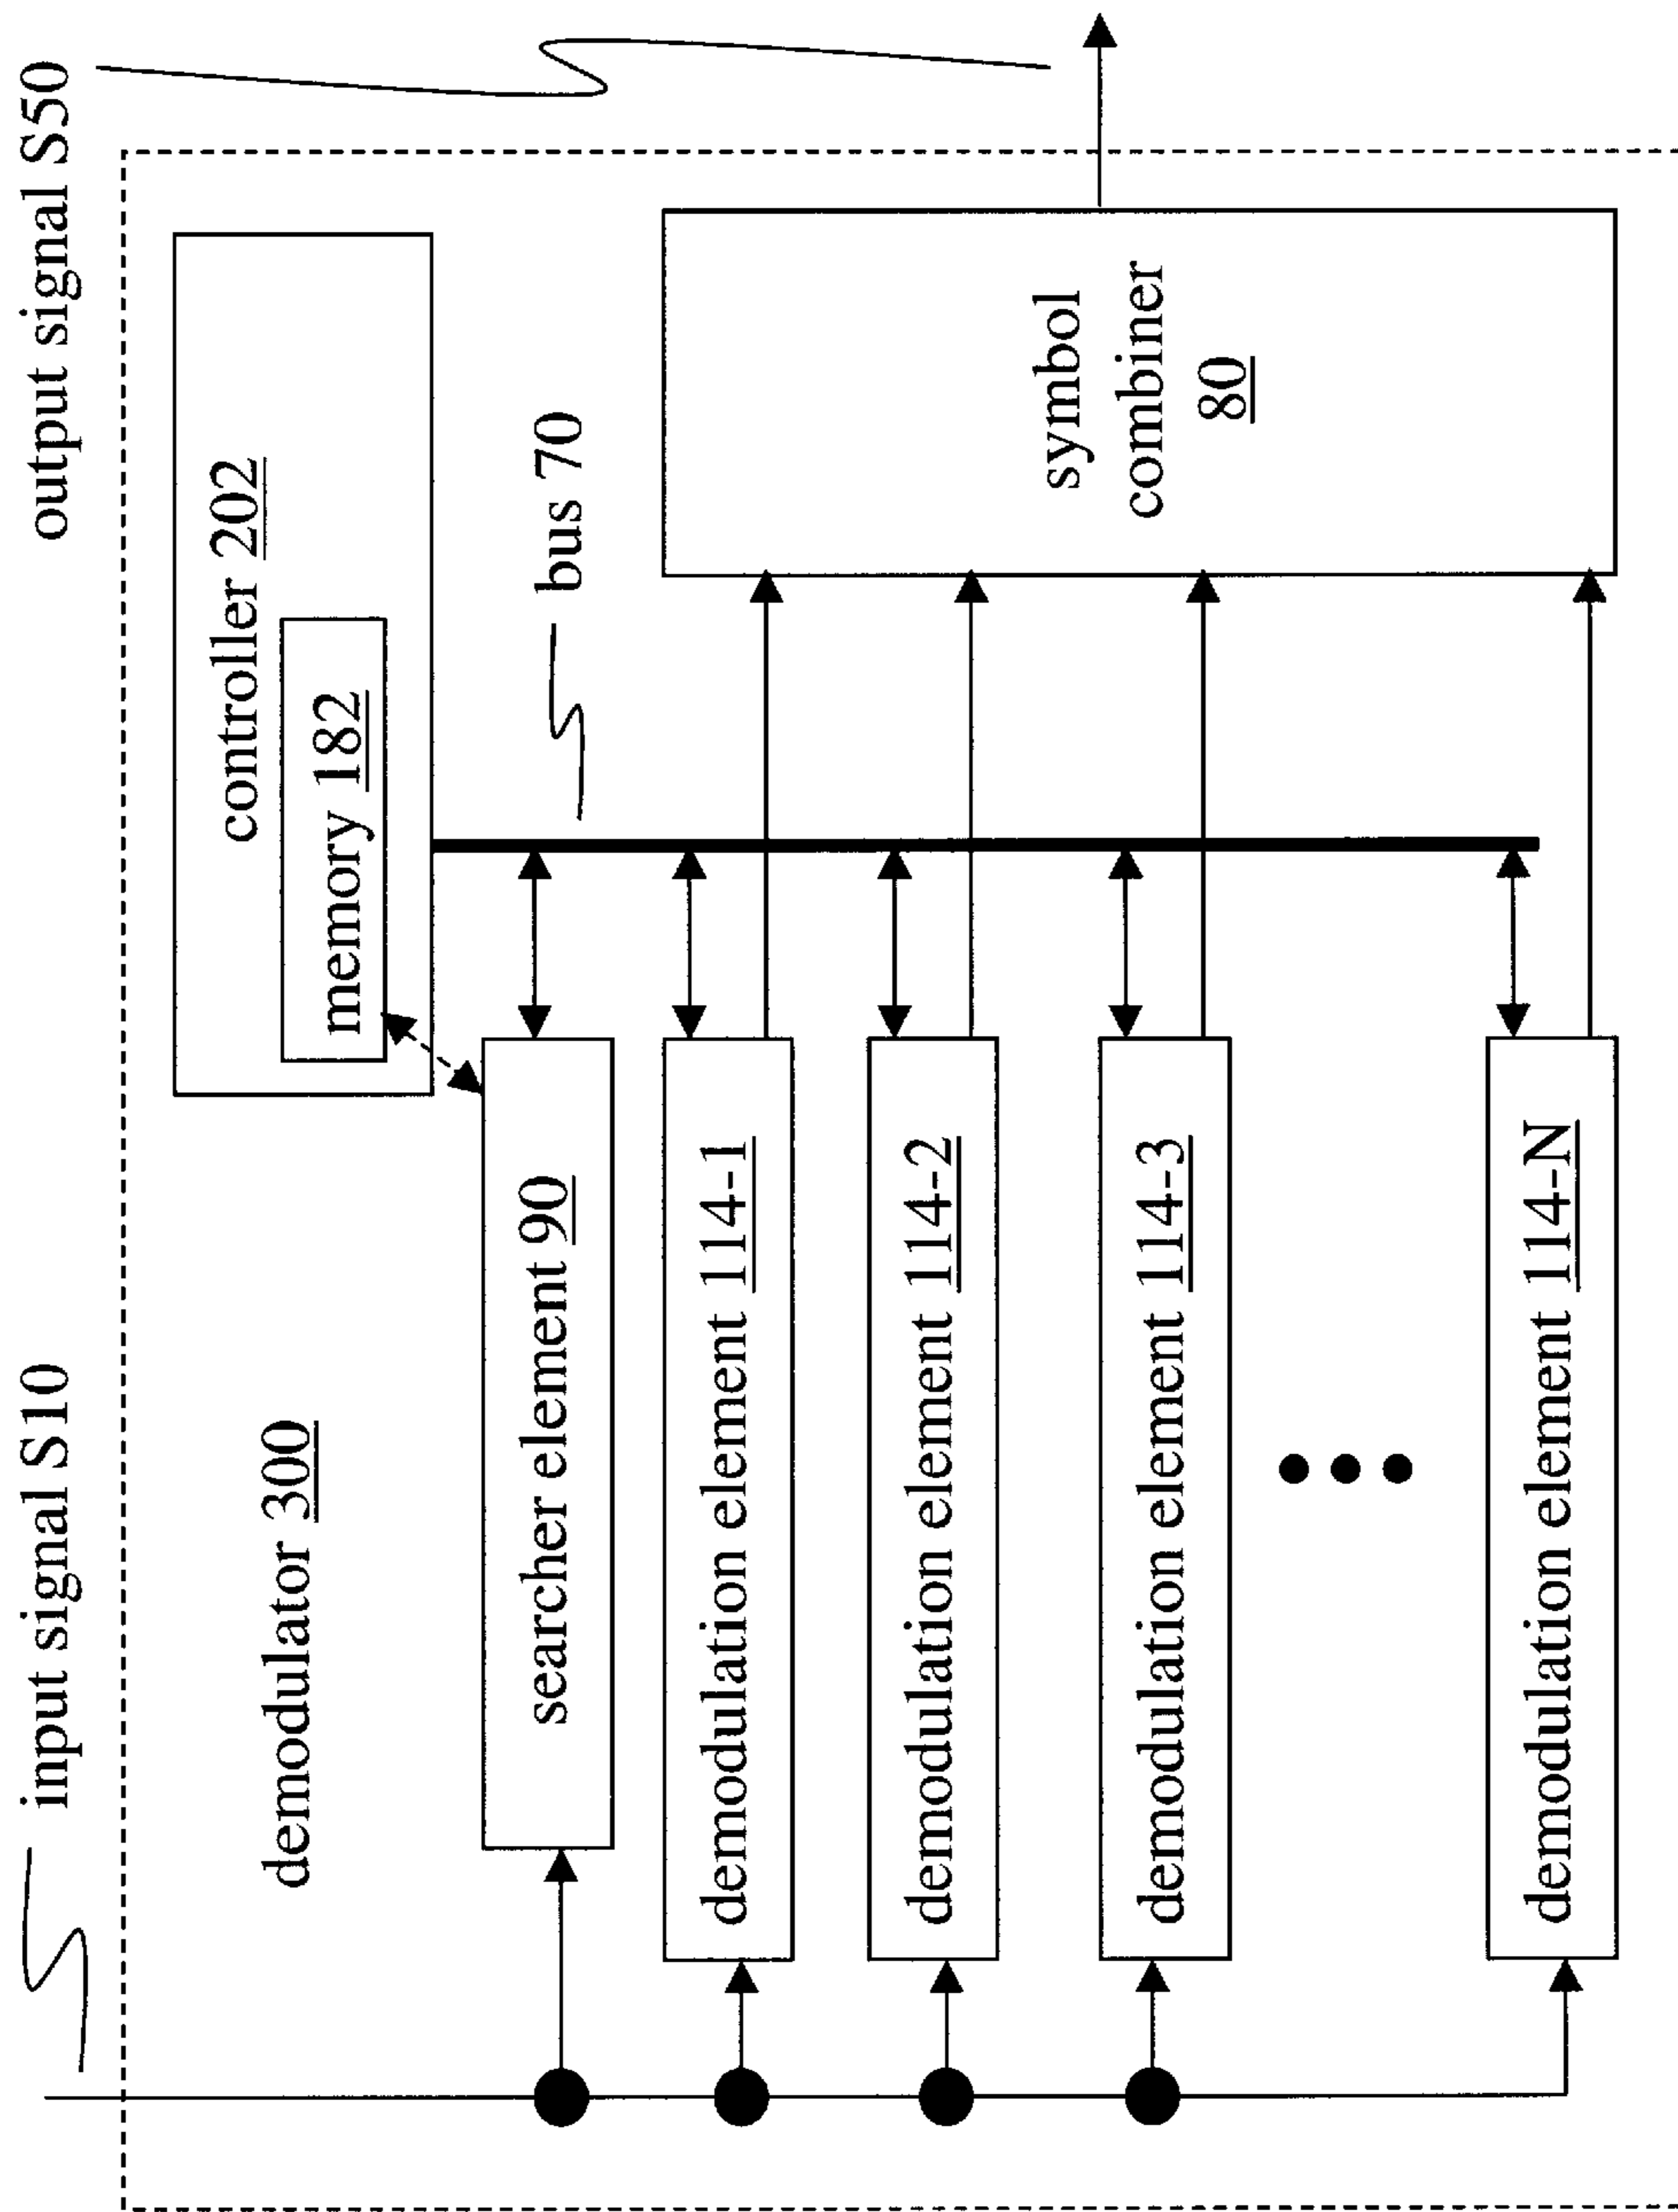 input signal S10
output signal S50
demodulator 300
controller 202
memory 182
bus 70
searcher element 90
demodulation element 114-1
demodulation element 114-2
demodulation element 114-3
demodulation element 114-N
symbol
combiner
80